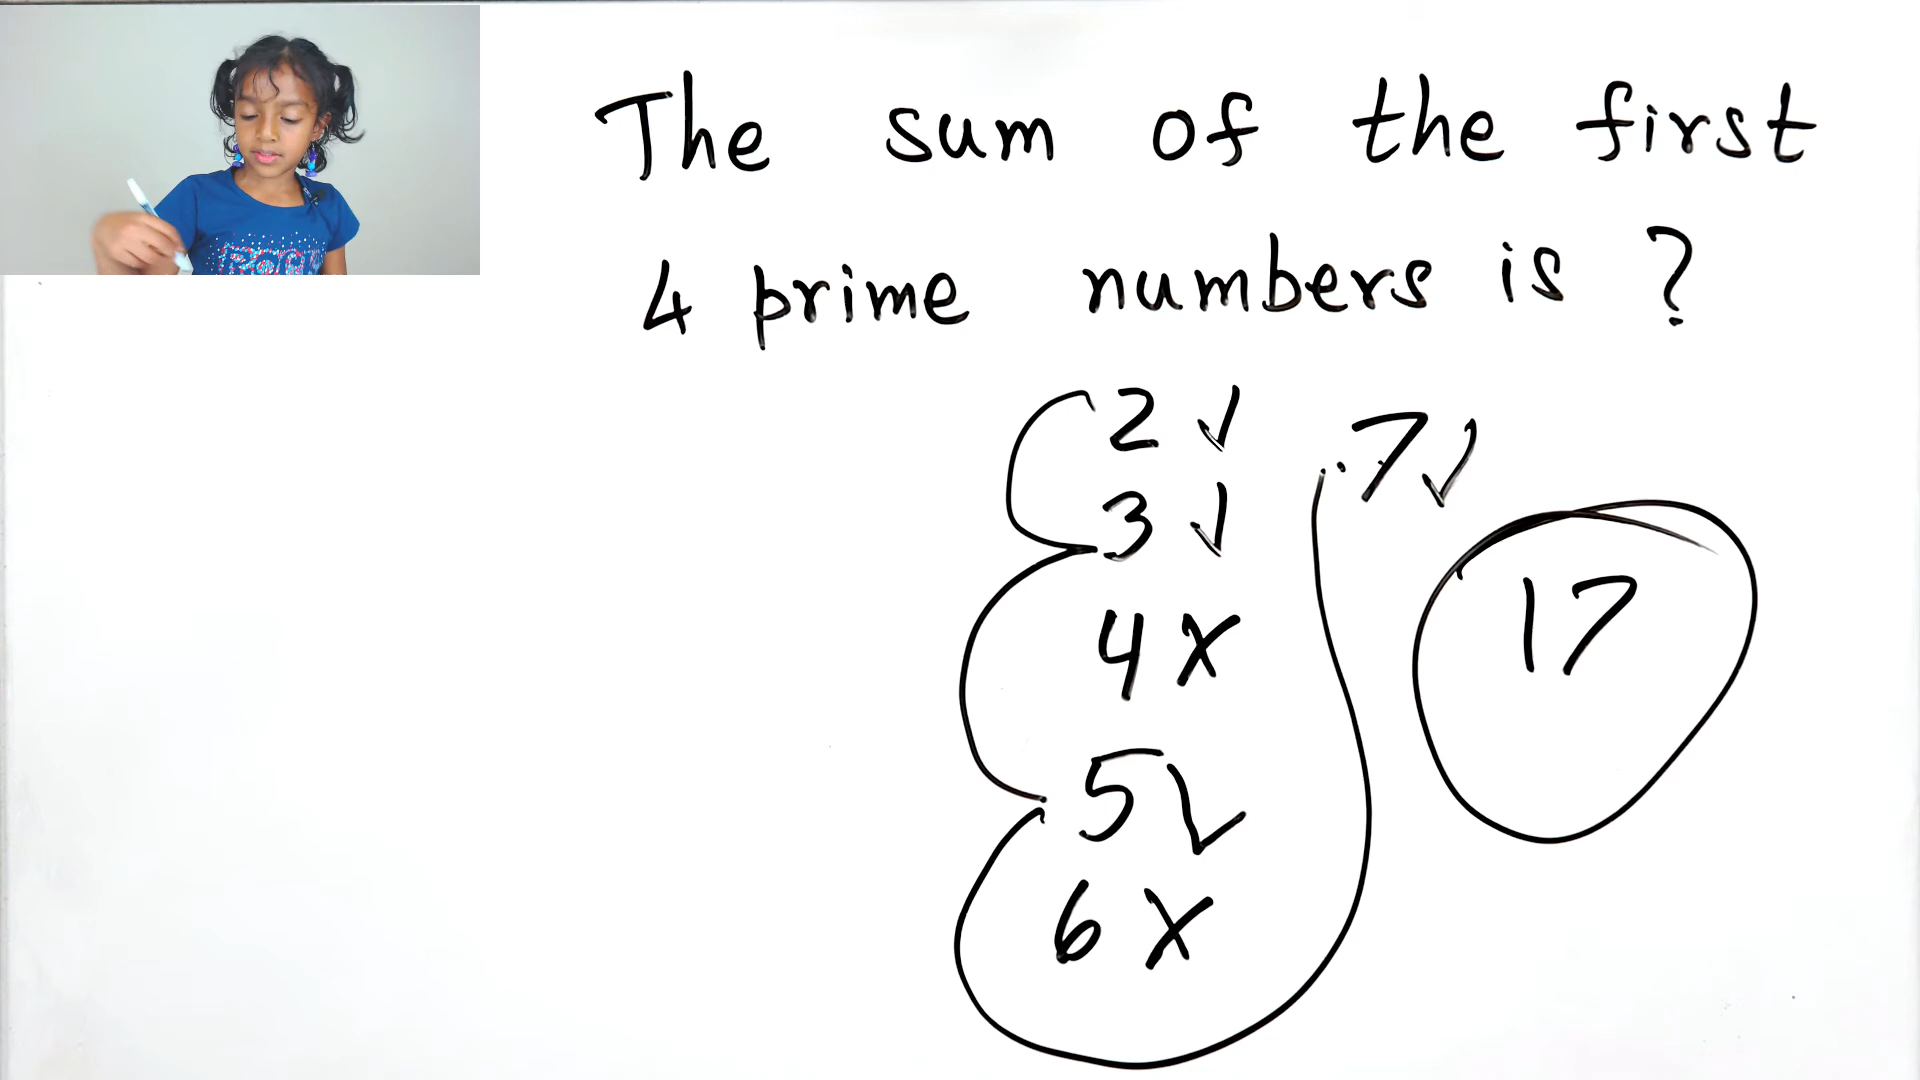 The sum of the first
4 prime numbers is ?
2 ✓
3 ✓
4 x
5 ✓
6 x
7 ✓
17